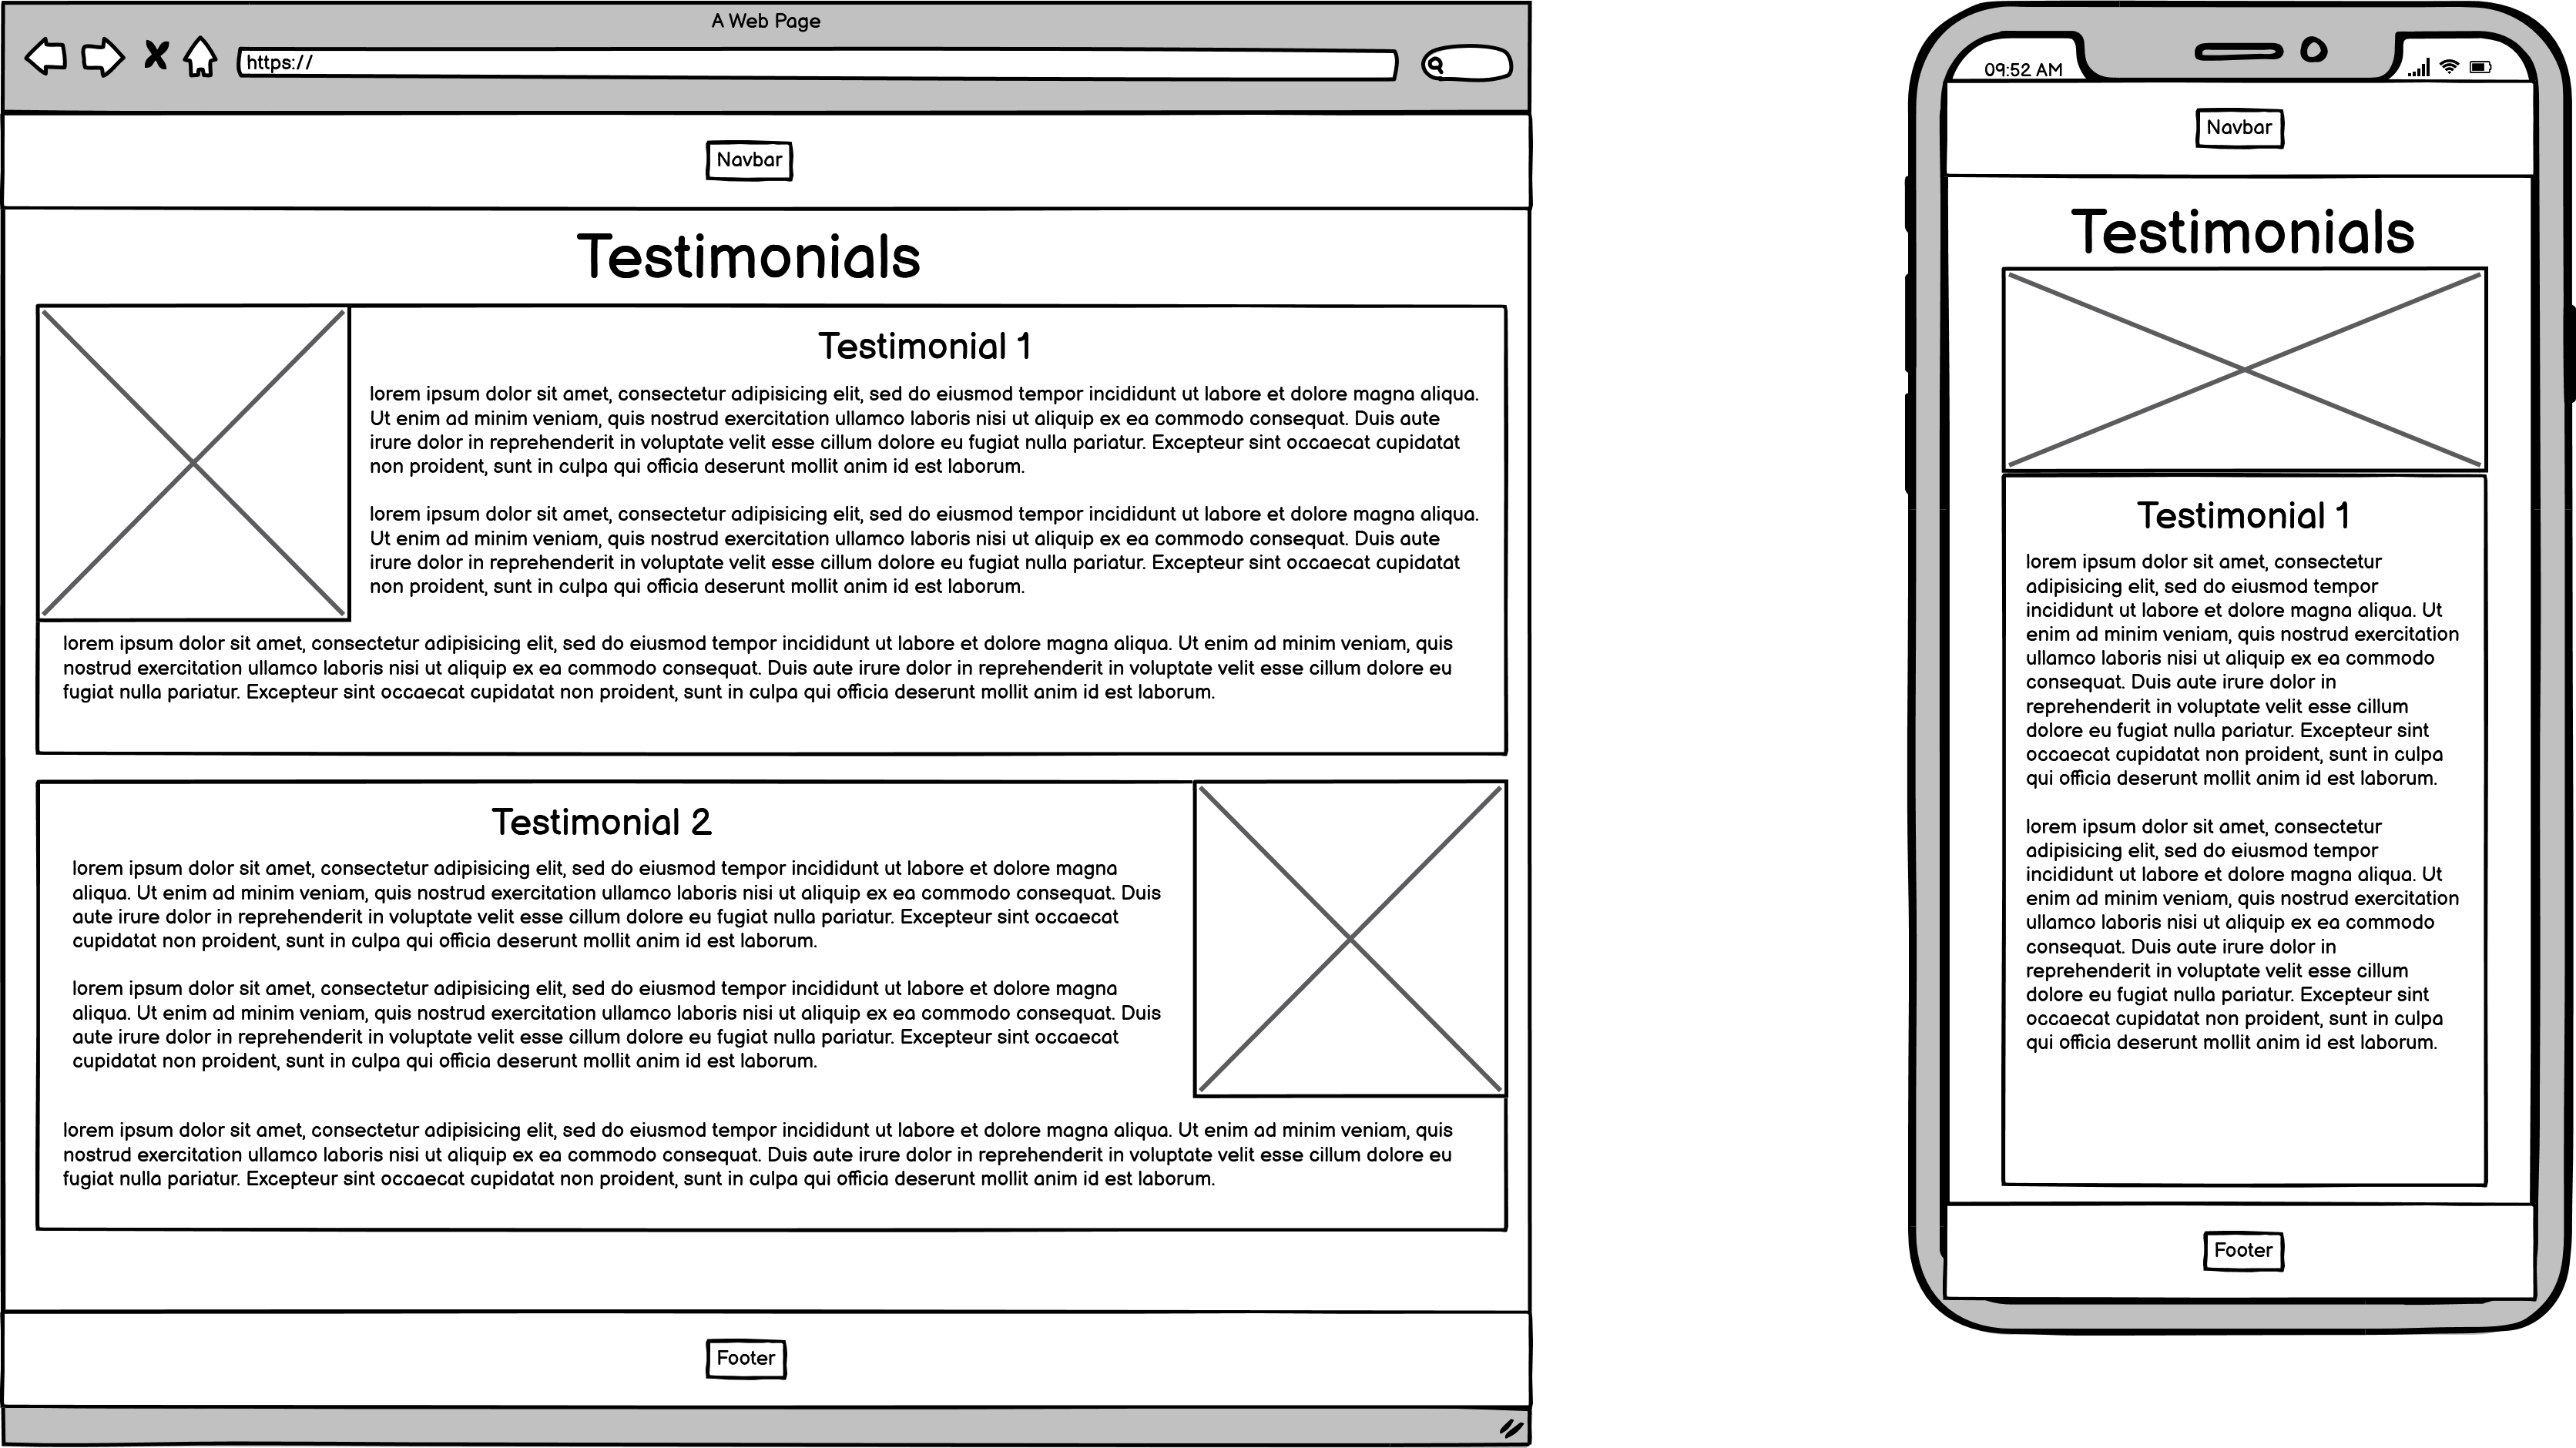 A Web Page
https://
Navbar
Testimonials
Testimonial 1
lorem ipsum dolor sit amet, consectetur adipisicing elit, sed do eiusmod tempor incididunt ut labore et dolore magna aliqua.
Ut enim ad minim veniam, quis nostrud exercitation ullamco laboris nisi ut aliquip ex ea commodo consequat. Duis aute
irure dolor in reprehenderit in voluptate velit esse cillum dolore eu fugiat nulla pariatur. Excepteur sint occaecat cupidatat
non proident, sunt in culpa qui officia deserunt mollit anim id est laborum.
lorem ipsum dolor sit amet, consectetur adipisicing elit, sed do eiusmod tempor incididunt ut labore et dolore magna aliqua.
Ut enim ad minim veniam, quis nostrud exercitation ullamco laboris nisi ut aliquip ex ea commodo consequat. Duis aute
irure dolor in reprehenderit in voluptate velit esse cillum dolore eu fugiat nulla pariatur. Excepteur sint occaecat cupidatat
non proident, sunt in culpa qui officia deserunt mollit anim id est laborum.
lorem ipsum dolor sit amet, consectetur adipisicing elit, sed do eiusmod tempor incididunt ut labore et dolore magna aliqua. Ut enim ad minim veniam, quis
nostrud exercitation ullamco laboris nisi ut aliquip ex ea commodo consequat. Duis aute irure dolor in reprehenderit in voluptate velit esse cillum dolore eu
fugiat nulla pariatur. Excepteur sint occaecat cupidatat non proident, sunt in culpa qui officia deserunt mollit anim id est laborum.
Testimonial 2
lorem ipsum dolor sit amet, consectetur adipisicing elit, sed do eiusmod tempor incididunt ut labore et dolore magna
aliqua. Ut enim ad minim veniam, quis nostrud exercitation ullamco laboris nisi ut aliquip ex ea commodo consequat. Duis
aute irure dolor in reprehenderit in voluptate velit esse cillum dolore eu fugiat nulla pariatur. Excepteur sint occaecat
cupidatat non proident, sunt in culpa qui officia deserunt mollit anim id est laborum.
lorem ipsum dolor sit amet, consectetur adipisicing elit, sed do eiusmod tempor incididunt ut labore et dolore magna
aliqua. Ut enim ad minim veniam, quis nostrud exercitation ullamco laboris nisi ut aliquip ex ea commodo consequat. Duis
aute irure dolor in reprehenderit in voluptate velit esse cillum dolore eu fugiat nulla pariatur. Excepteur sint occaecat
cupidatat non proident, sunt in culpa qui officia deserunt mollit anim id est laborum.
lorem ipsum dolor sit amet, consectetur adipisicing elit, sed do eiusmod tempor incididunt ut labore et dolore magna aliqua. Ut enim ad minim veniam, quis
nostrud exercitation ullamco laboris nisi ut aliquip ex ea commodo consequat. Duis aute irure dolor in reprehenderit in voluptate velit esse cillum dolore eu
fugiat nulla pariatur. Excepteur sint occaecat cupidatat non proident, sunt in culpa qui officia deserunt mollit anim id est laborum.
Footer
09:52 AM
Navbar
Testimonials
Testimonial 1
lorem ipsum dolor sit amet, consectetur
adipisicing elit, sed do eiusmod tempor
incididunt ut labore et dolore magna aliqua. Ut
enim ad minim veniam, quis nostrud exercitation
ullamco laboris nisi ut aliquip ex ea commodo
consequat. Duis aute irure dolor in
reprehenderit in voluptate velit esse cillum
dolore eu fugiat nulla pariatur. Excepteur sint
occaecat cupidatat non proident, sunt in culpa
qui officia deserunt mollit anim id est laborum.
lorem ipsum dolor sit amet, consectetur
adipisicing elit, sed do eiusmod tempor
incididunt ut labore et dolore magna aliqua. Ut
enim ad minim veniam, quis nostrud exercitation
ullamco laboris nisi ut aliquip ex ea commodo
consequat. Duis aute irure dolor in
reprehenderit in voluptate velit esse cillum
dolore eu fugiat nulla pariatur. Excepteur sint
occaecat cupidatat non proident, sunt in culpa
qui officia deserunt mollit anim id est laborum.
Footer